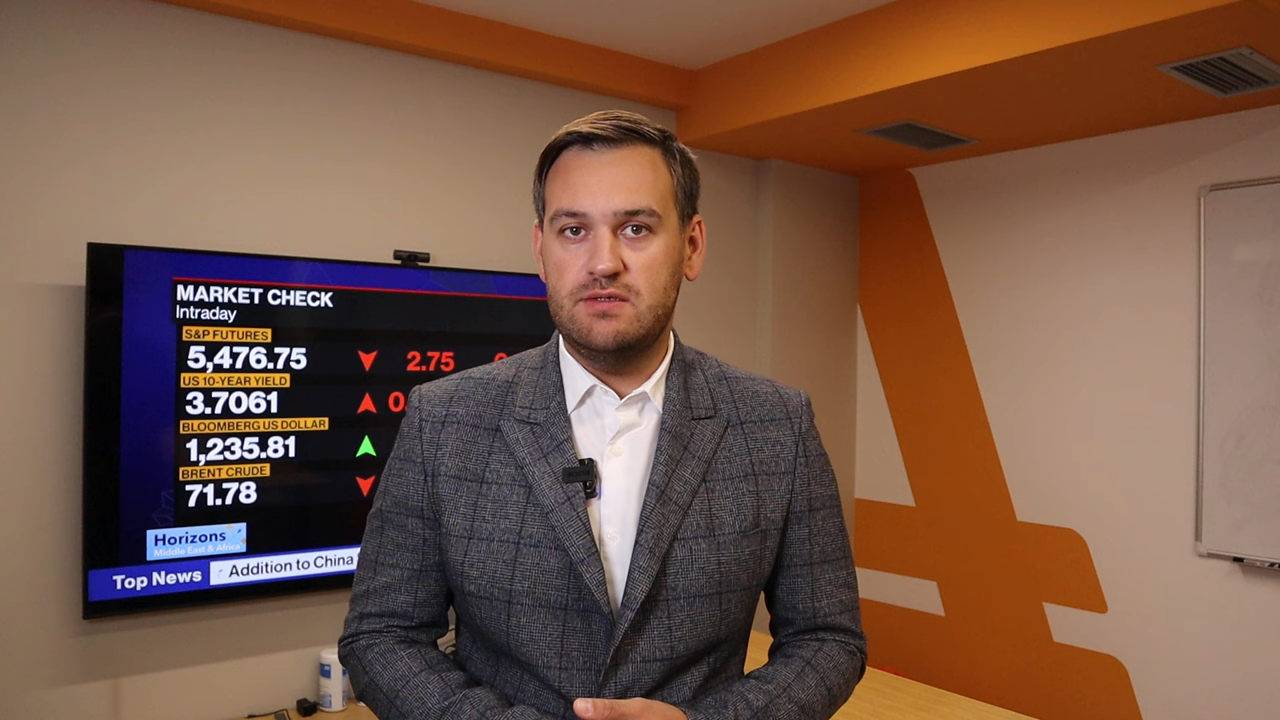 MARKET CHECK
Intraday
S&P FUTURES
5,476.75 2.75
US 10-YEAR YIELD
3.7061 0.
BLOOMBERG US DOLLAR
1,235.81
BRENT CRUDE
71.78
Horizons
Middle East & Africa
Top News Addition to China